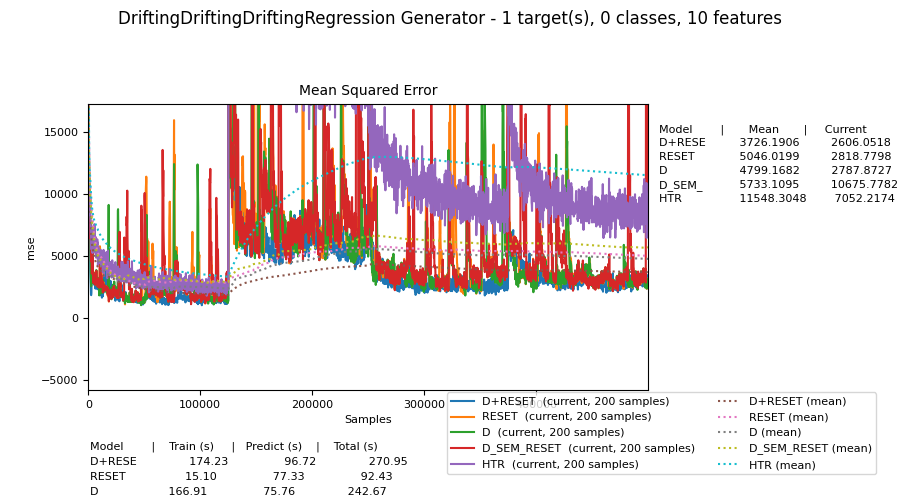 DriftingDriftingDriftingRegression Generator - 1 target(s), 0 classes, 10 features
Mean Squared Error
15000
10000
5000
0
−5000
mse
0 100000 200000 300000
Samples
Model | Mean | Current
D+RESE 3726.1906 2606.0518
RESET 5046.0199 2818.7798
D 4799.1682 2787.8727
D_SEM_ 5733.1095 10675.7782
HTR 11548.3048 7052.2174
D+RESET (current, 200 samples)
RESET (current, 200 samples)
D (current, 200 samples)
D_SEM_RESET (current, 200 samples)
HTR (current, 200 samples)
D+RESET (mean)
RESET (mean)
D (mean)
D_SEM_RESET (mean)
HTR (mean)
Model | Train (s) | Predict (s) | Total (s)
D+RESE 174.23 96.72 270.95
RESET 15.10 77.33 92.43
D 166.91 75.76 242.67